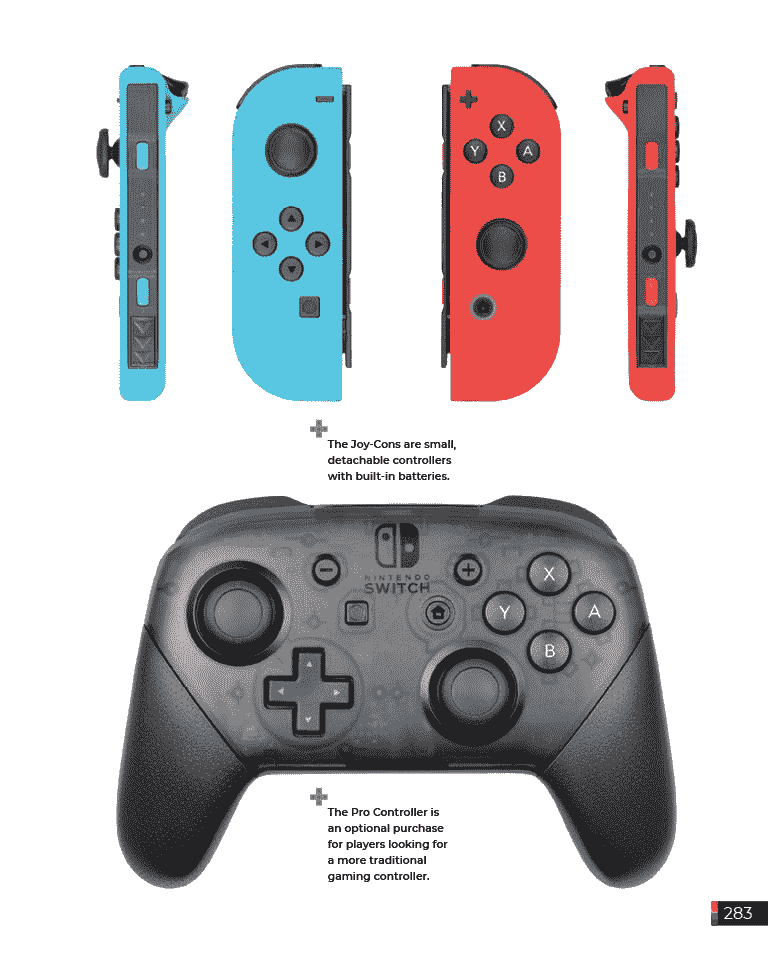 X
Y
A
B
The Joy-Cons are small,
detachable controllers
with built-in batteries.
NINTENDO
SWITCH
X
Y
A
B
The Pro Controller is
an optional purchase
for players looking for
a more traditional
gaming controller.
283